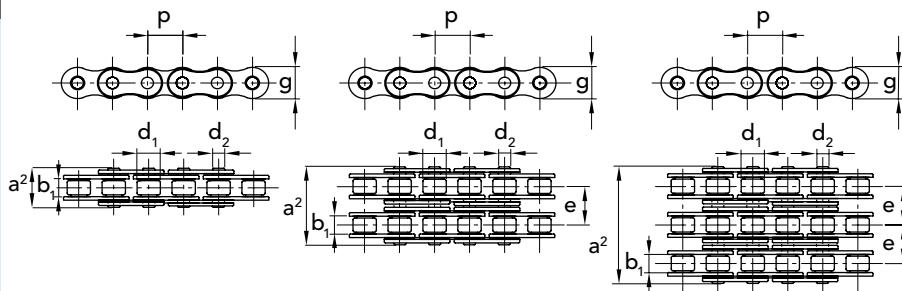 p
g
p
g
p
g
d₁
d₂
a²
b₁
d₁
d₂
a²
b₁
e
d₁
d₂
a²
b₁
e
e